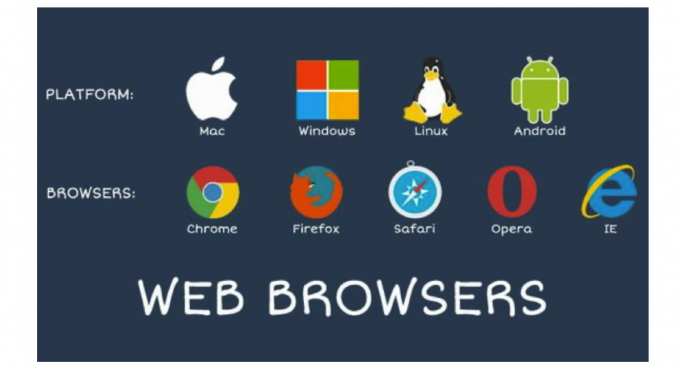 PLATFORM:
Mac Windows Linux Android
BROWSERS:
Chrome Firefox Safari Opera IE
WEB BROWSERS